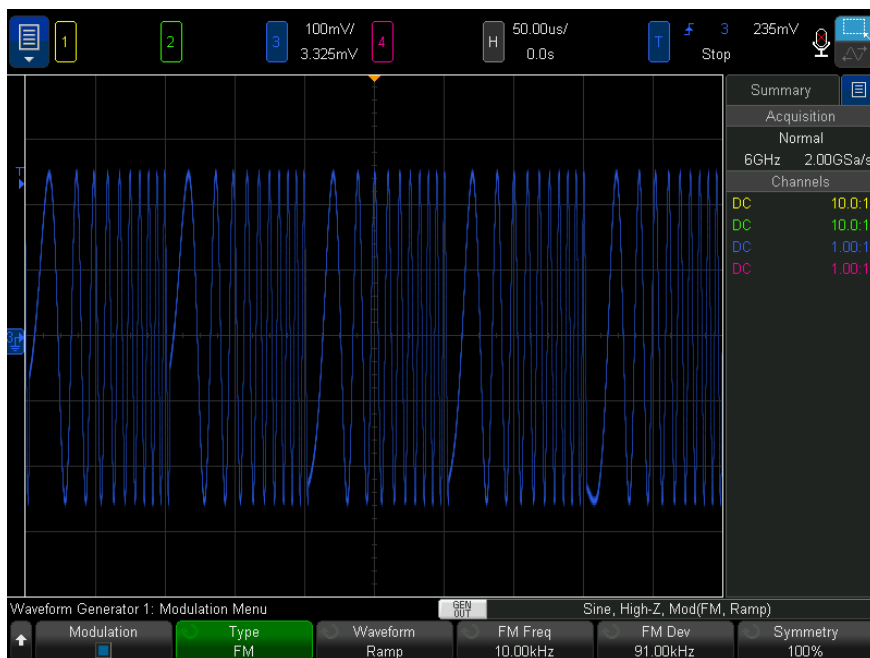 1
2
3
100mV/
3.325mV
4
H
50.00us/
0.0s
T
3
235mV
Stop
Summary
Acquisition
Normal
6GHz 2.00GSa/s
Channels
DC 10.0:1
DC 10.0:1
DC 1.00:1
DC 1.00:1
T
3
Waveform Generator 1: Modulation Menu
GEN
OUT
Sine, High-Z, Mod(FM, Ramp)
Modulation
Type
FM
Waveform
Ramp
FM Freq
10.00kHz
FM Dev
91.00kHz
Symmetry
100%